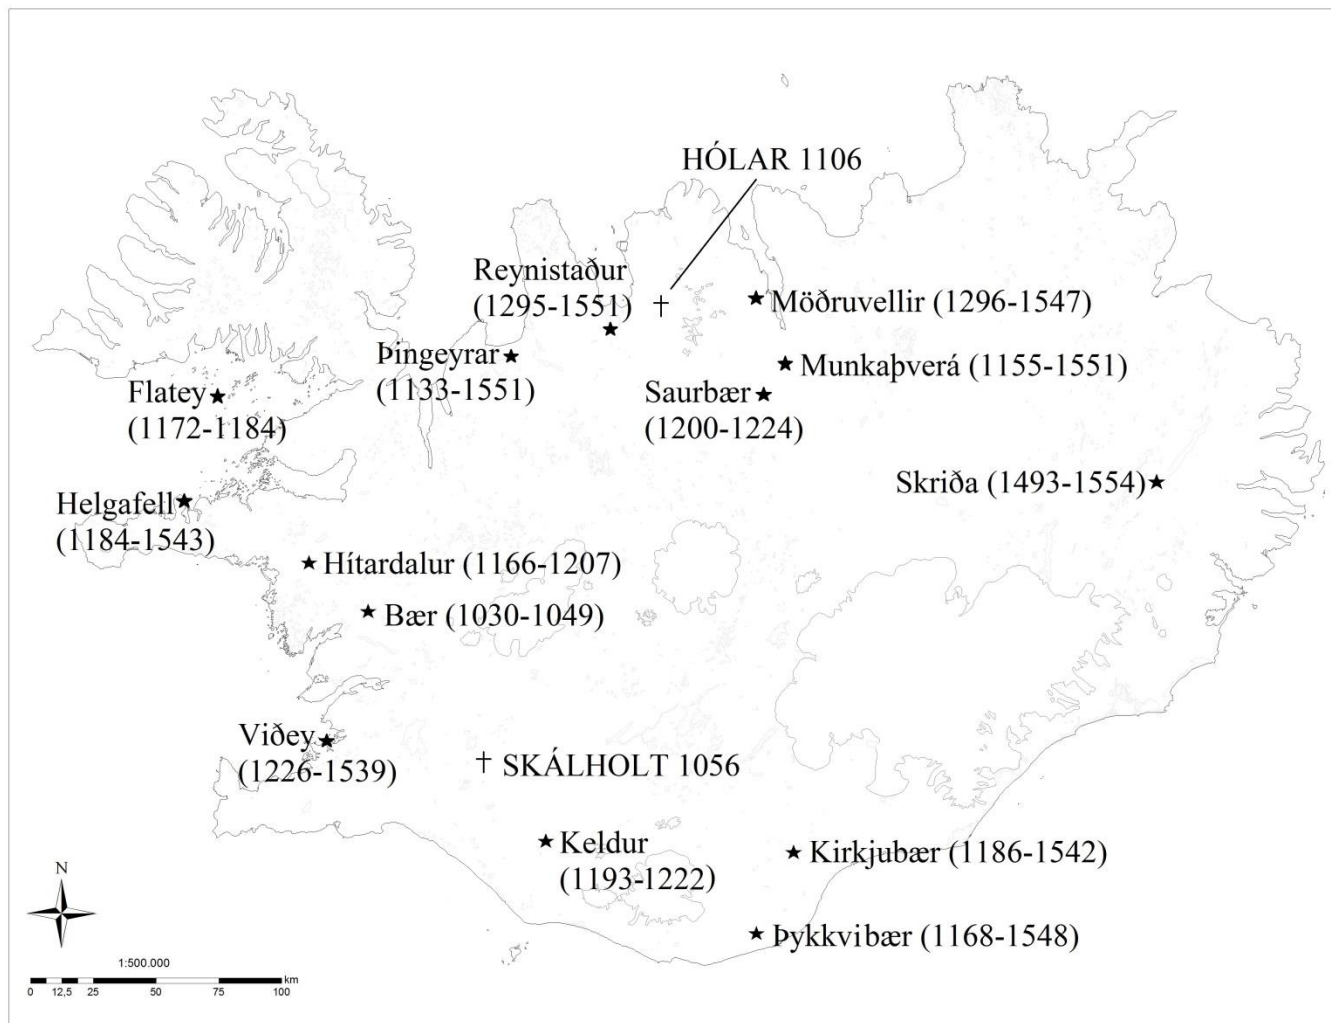 HÓLAR 1106
Reynistaður
(1295-1551)
Möðruvellir (1296-1547)
Þingeyrar
(1133-1551)
Munkaþverá (1155-1551)
Flatey
(1172-1184)
Saurbær
(1200-1224)
Skriða (1493-1554)
Helgafell
(1184-1543)
Hítardalur (1166-1207)
Bær (1030-1049)
Viðey
(1226-1539)
SKÁLHOLT 1056
Keldur
(1193-1222)
Kirkjubær (1186-1542)
Þykkvibær (1168-1548)
N
1:500.000
km
0 12,5 25 50 75 100